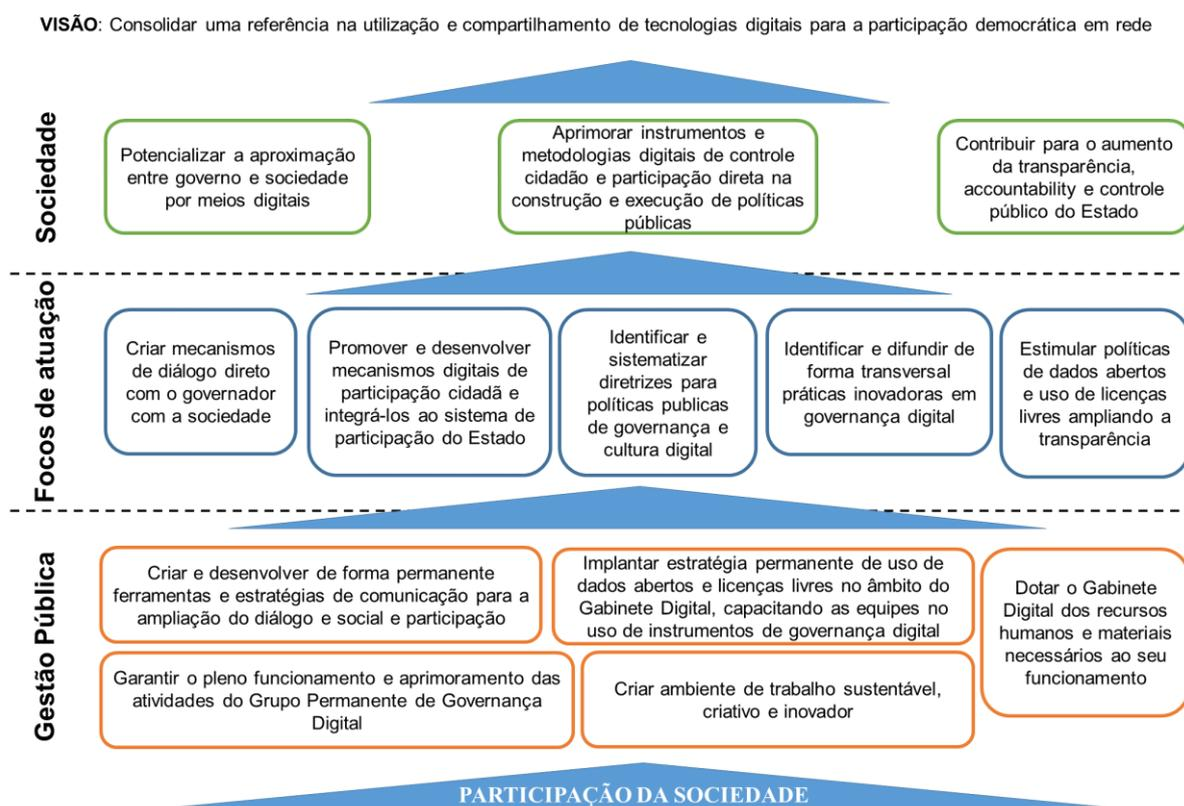 VISÃO: Consolidar uma referência na utilização e compartilhamento de tecnologias digitais para a participação democrática em rede
Sociedade
Potencializar a aproximação
entre governo e sociedade
por meios digitais
Aprimorar instrumentos e
metodologias digitais de controle
cidadão e participação direta na
construção e execução de políticas
públicas
Contribuir para o aumento
da transparência,
accountability e controle
público do Estado
Focos de atuação
Criar mecanismos
de diálogo direto
com o governador
com a sociedade
Promover e desenvolver
mecanismos digitais de
participação cidadã e
integrá-los ao sistema de
participação do Estado
Identificar e
sistematizar
diretrizes para
políticas publicas
de governança e
cultura digital
Identificar e difundir de
forma transversal
práticas inovadoras em
governança digital
Estimular políticas
de dados abertos
e uso de licenças
livres ampliando a
transparência
Gestão Pública
Criar e desenvolver de forma permanente
ferramentas e estratégias de comunicação para a
ampliação do diálogo e social e participação
Implantar estratégia permanente de uso de
dados abertos e licenças livres no âmbito do
Gabinete Digital, capacitando as equipes no
uso de instrumentos de governança digital
Dotar o Gabinete
Digital dos recursos
humanos e materiais
necessários ao seu
funcionamento
Garantir o pleno funcionamento e aprimoramento das
atividades do Grupo Permanente de Governança
Digital
Criar ambiente de trabalho sustentável,
criativo e inovador
PARTICIPAÇÃO DA SOCIEDADE